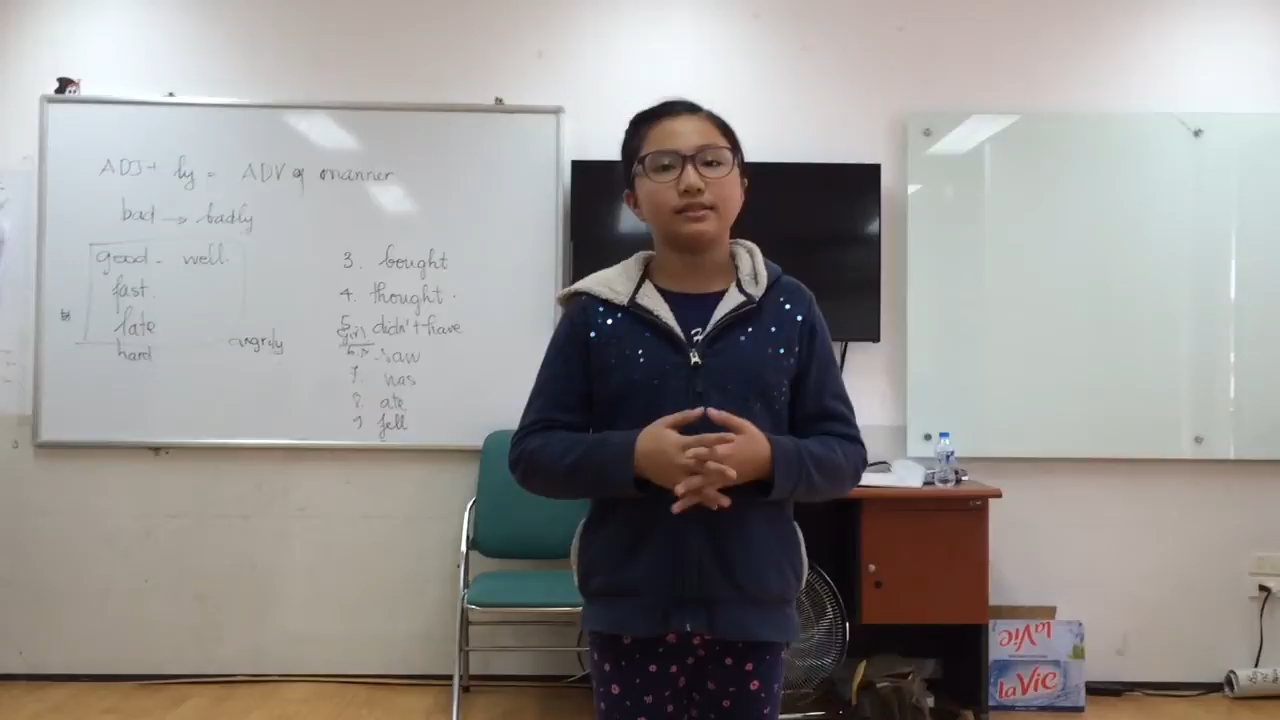 ADJ + ly = ADV of manner
bad → badly
good - well
fast
late
hard
angrily
3. bought
4. thought
5. didn't have
6. saw
7. was
8. ate
9 fell
laVie
laVie